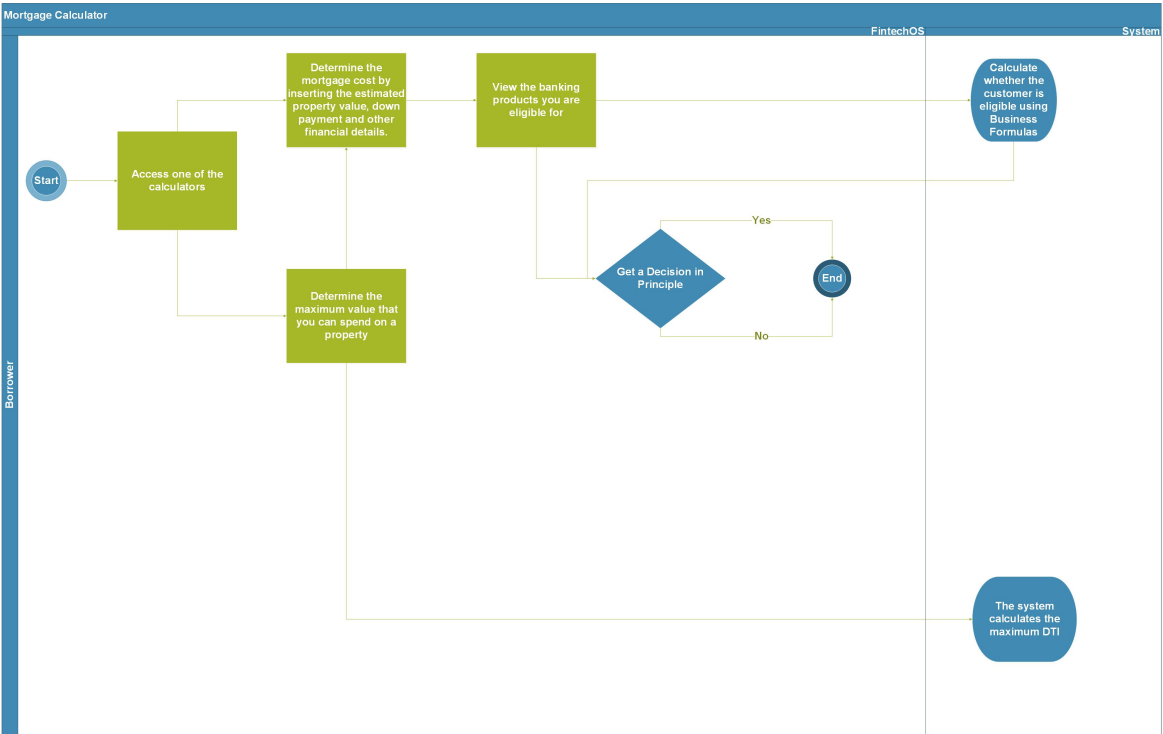 Mortgage Calculator
FintechOS
System
Borrower
Start
Access one of the
calculators
Determine the
mortgage cost by
inserting the estimated
property value, down
payment and other
financial details.
View the banking
products you are
eligible for
Calculate
whether the
customer is
eligible using
Business
Formulas
Determine the
maximum value that
you can spend on a
property
Get a Decision in
Principle
Yes
No
End
The system
calculates the
maximum DTI